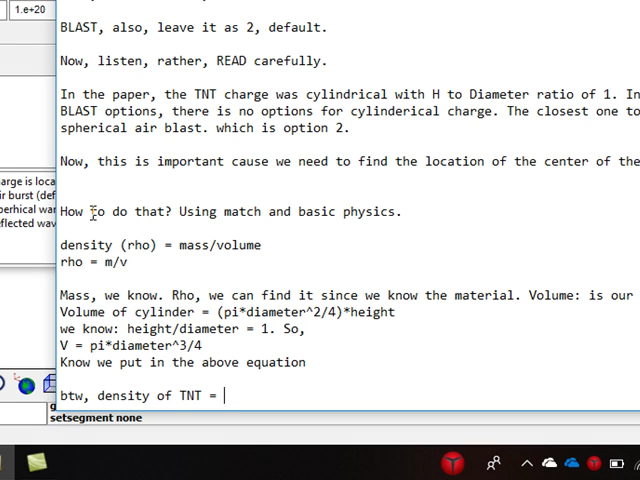 1.e+20
BLAST, also, leave it as 2, default.
Now, listen, rather, READ carefully.
In the paper, the TNT charge was cylindrical with H to Diameter ratio of 1. In
BLAST options, there is no options for cylinderical charge. The closest one to
spherical air blast. which is option 2.
Now, this is important cause we need to find the location of the center of the
arge is loca
ir burst (def
perhical war
eflected wav
How to do that? Using match and basic physics.
density (rho) = mass/volume
rho = m/v
Mass, we know. Rho, we can find it since we know the material. Volume: is our
Volume of cylinder = (pi*diameter^2/4)*height
we know: height/diameter = 1. So,
V = pi*diameter^3/4
Know we put in the above equation
btw, density of TNT =
setsegment none